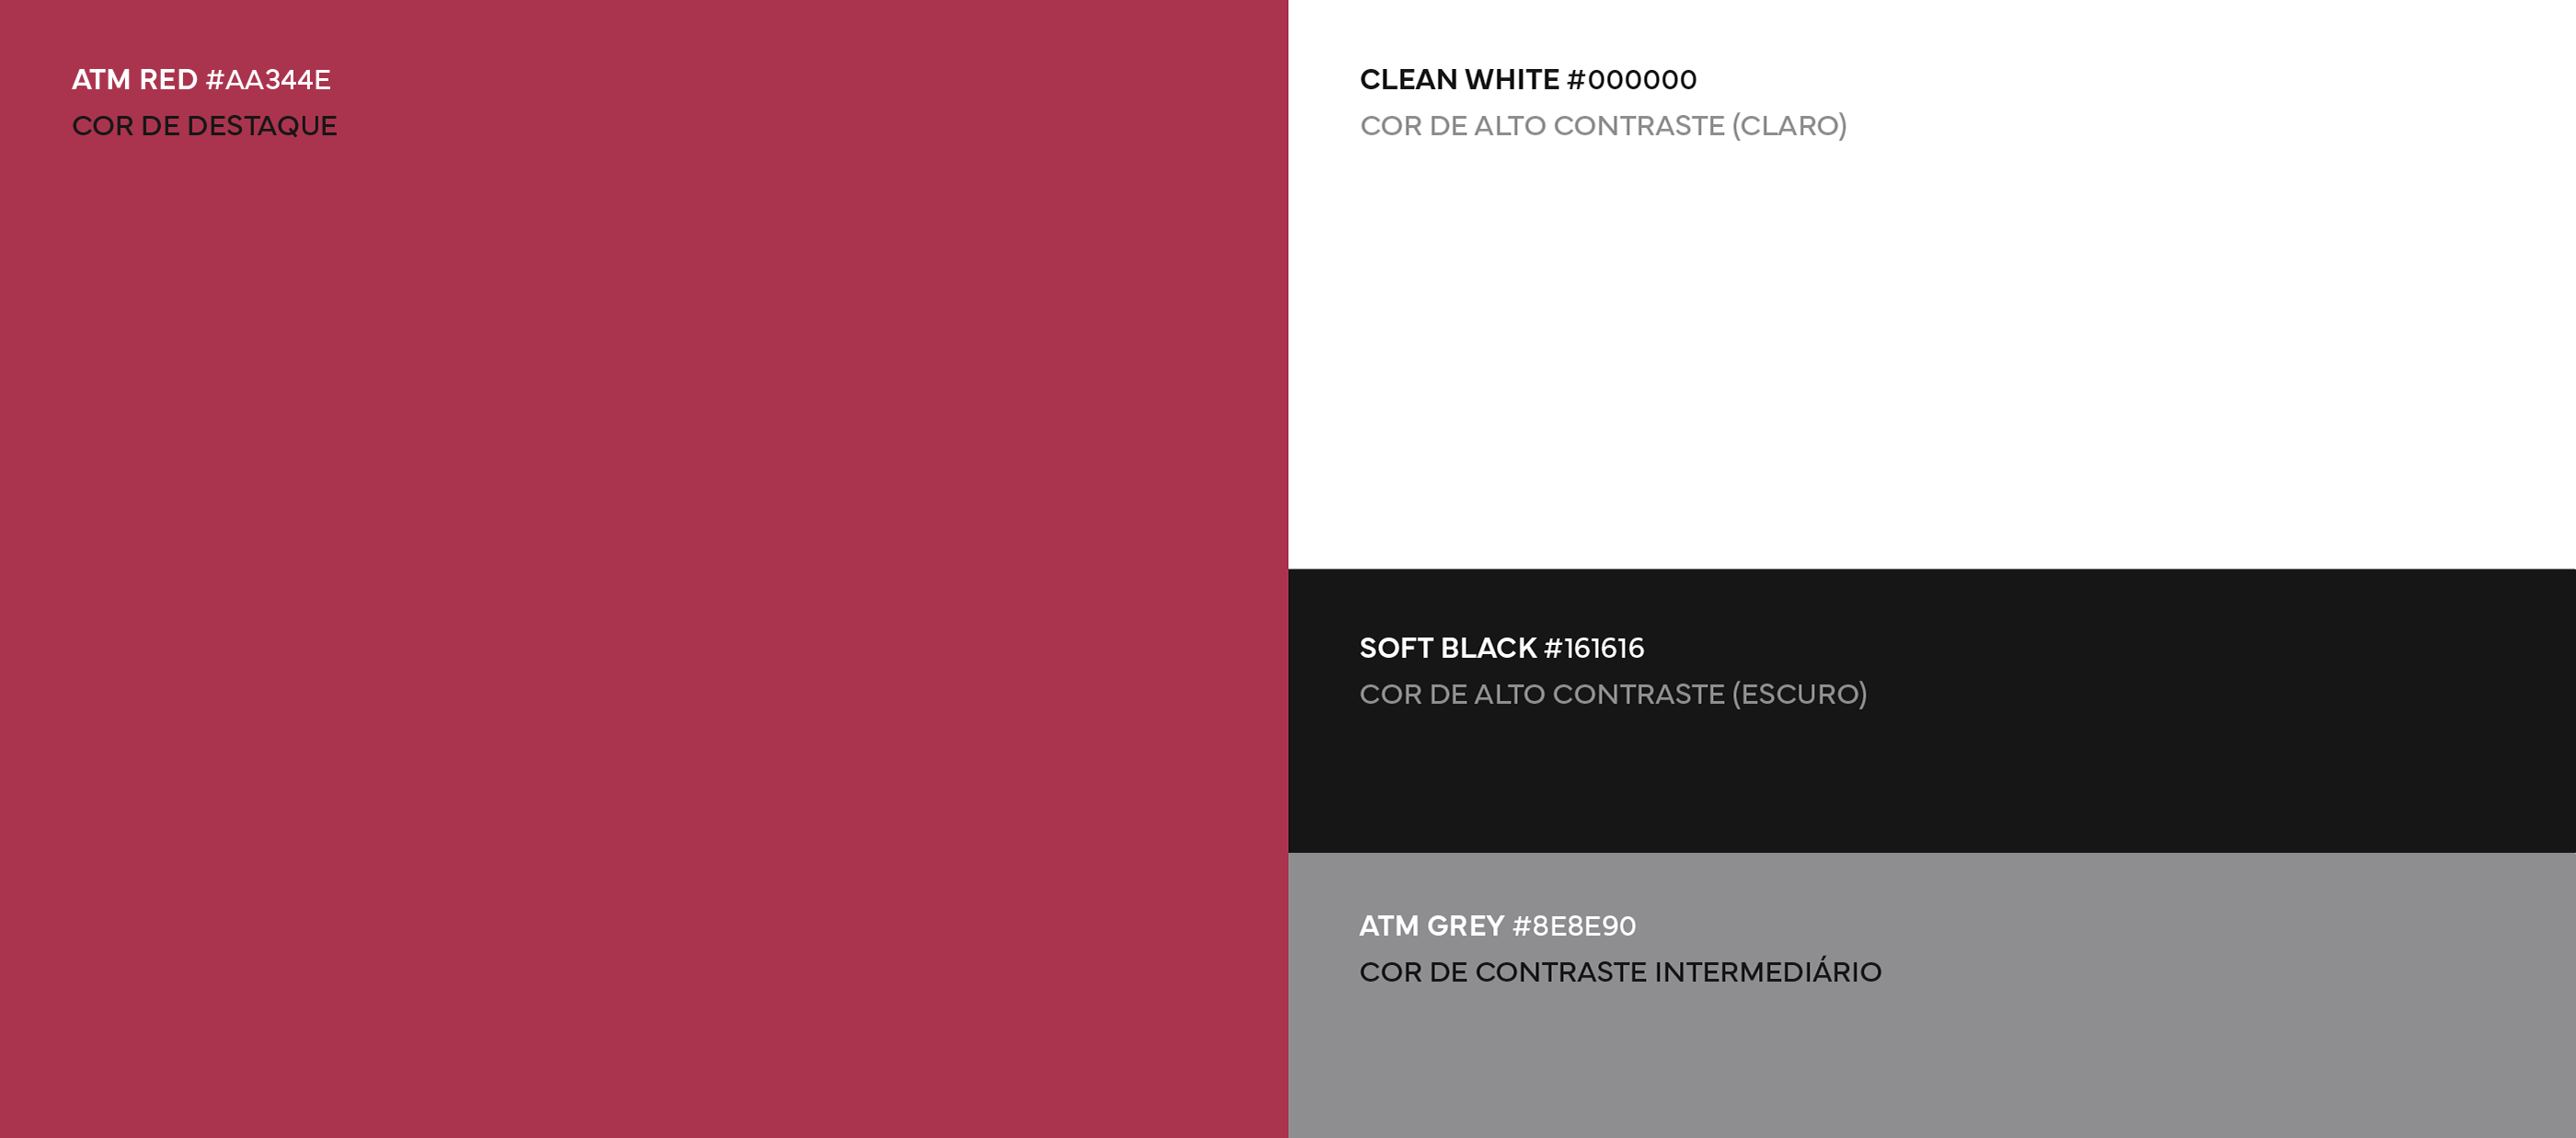 ATM RED #AA344E
COR DE DESTAQUE
CLEAN WHITE #000000
COR DE ALTO CONTRASTE (CLARO)
SOFT BLACK #161616
COR DE ALTO CONTRASTE (ESCURO)
ATM GREY #8E8E90
COR DE CONTRASTE INTERMEDIÁRIO